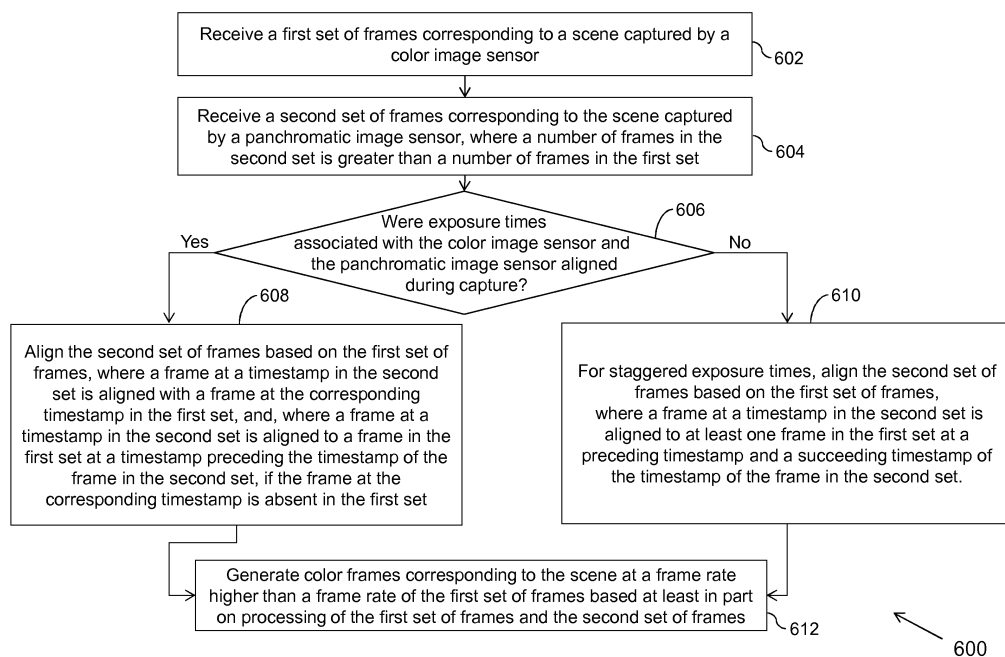 Receive a first set of frames corresponding to a scene captured by a
color image sensor
602
Receive a second set of frames corresponding to the scene captured
by a panchromatic image sensor, where a number of frames in the
second set is greater than a number of frames in the first set
604
Were exposure times
associated with the color image sensor and
the panchromatic image sensor aligned
during capture?
606
Yes
No
608
Align the second set of frames based on the first set of
frames, where a frame at a timestamp in the second
set is aligned with a frame at the corresponding
timestamp in the first set, and, where a frame at a
timestamp in the second set is aligned to a frame in the
first set at a timestamp preceding the timestamp of the
frame in the second set, if the frame at the
corresponding timestamp is absent in the first set
610
For staggered exposure times, align the second set of
frames based on the first set of frames,
where a frame at a timestamp in the second set is
aligned to at least one frame in the first set at a
preceding timestamp and a succeeding timestamp of
the timestamp of the frame in the second set.
Generate color frames corresponding to the scene at a frame rate
higher than a frame rate of the first set of frames based at least in part
on processing of the first set of frames and the second set of frames
612
600